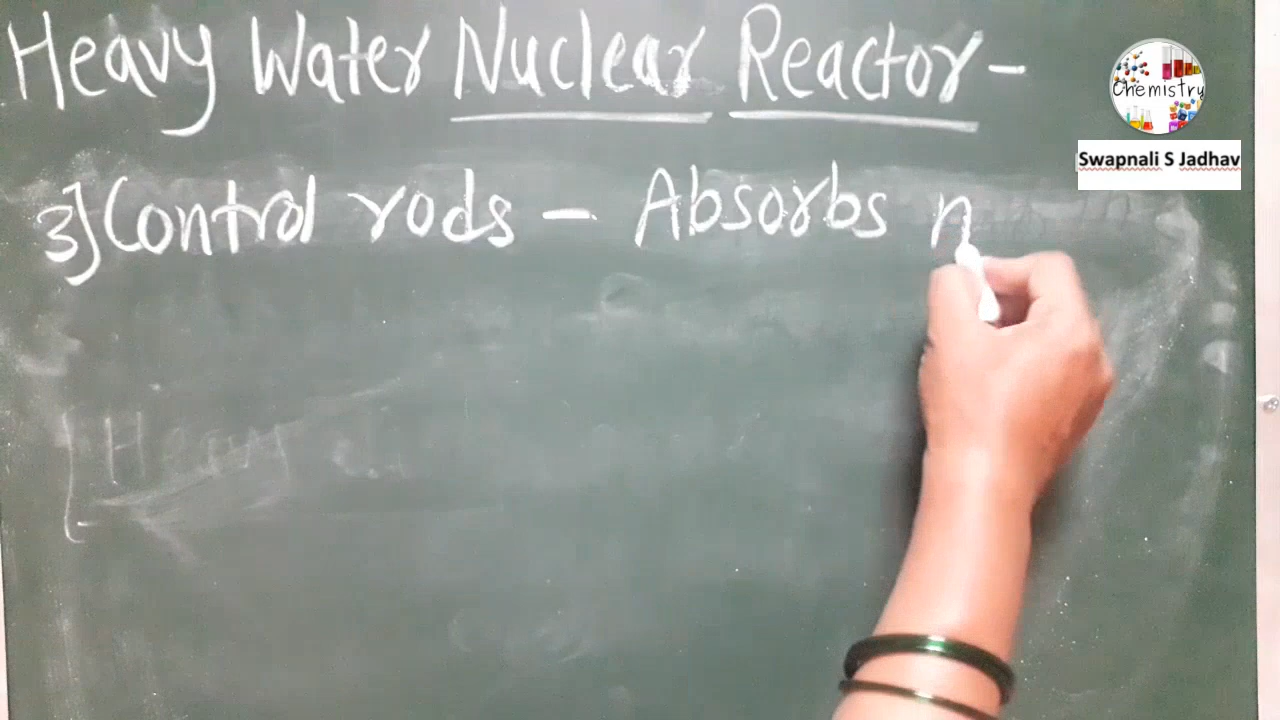 Heavy Water Nuclear Reactor-
Chemistry
Swapnali S Jadhav
3] Control rods - Absorbs n